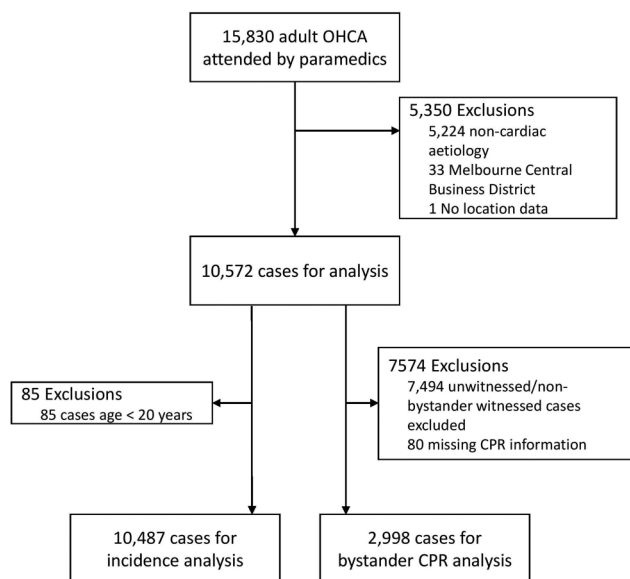 15,830 adult OHCA
attended by paramedics
5,350 Exclusions
5,224 non-cardiac
aetiology
33 Melbourne Central
Business District
1 No location data
10,572 cases for analysis
85 Exclusions
85 cases age < 20 years
7574 Exclusions
7,494 unwitnessed/non-
bystander witnessed cases
excluded
80 missing CPR information
10,487 cases for
incidence analysis
2,998 cases for
bystander CPR analysis